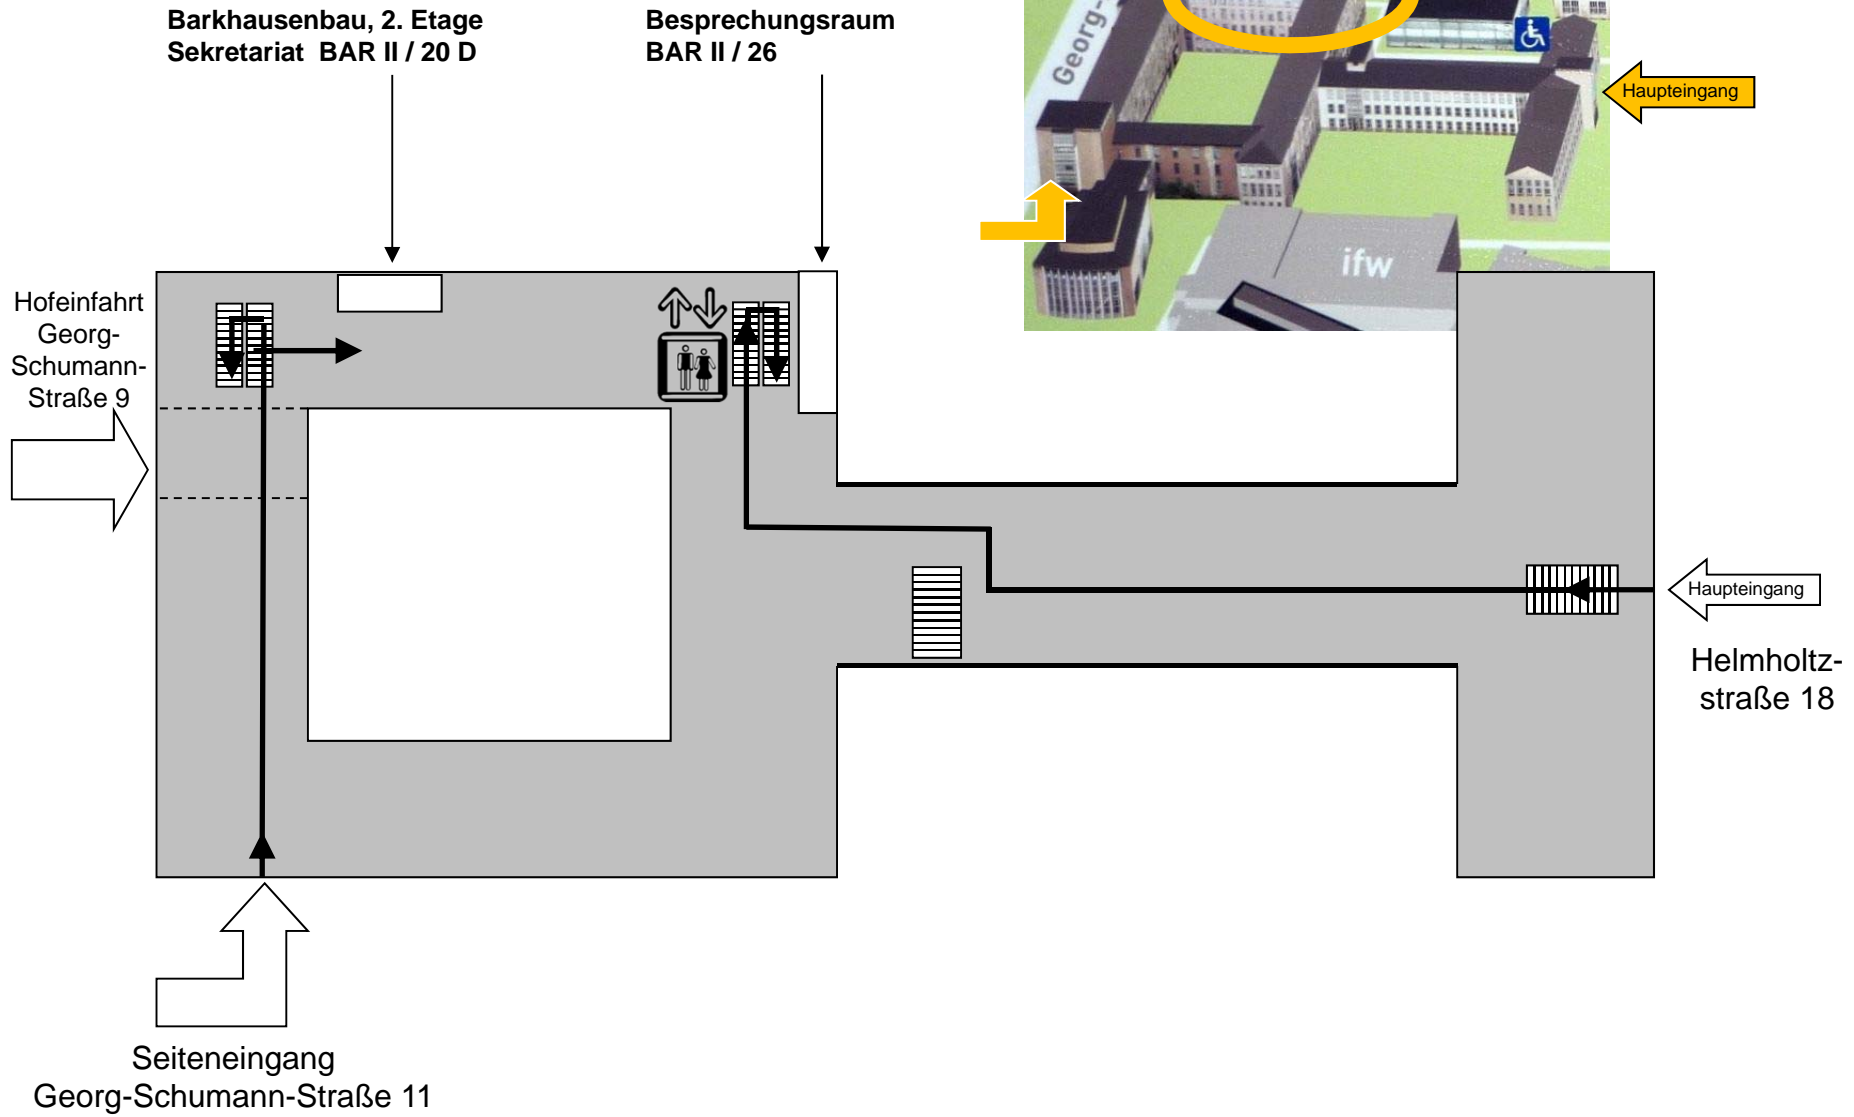 Barkhausenbau, 2. Etage
Sekretariat  BAR II / 20 D
Besprechungsraum
BAR II / 26
Georg-
Haupteingang
ifw
Hofeinfahrt
Georg-
Schumann-
Straße 9
Haupteingang
Helmholtz-
straße 18
Seiteneingang
Georg-Schumann-Straße 11